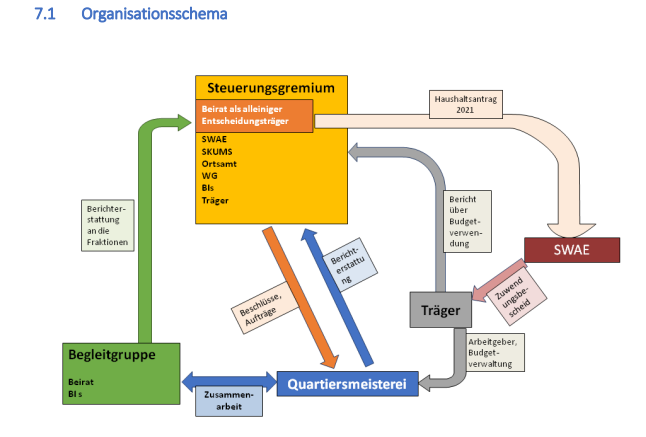 7.1 Organisationsschema
Steuerungsgremium
Beirat als alleiniger
Entscheidungsträger
SWAE
SKUMS
Ortsamt
WG
BIs
Träger
Haushaltsantrag
2021
Berichter-
stattung
an die
Fraktionen
Bericht
über
Budget-
verwen-
dung
SWAE
Bericht-
erstattu
ng
Beschlüsse,
Aufträge
Zuwend
ungsbe-
scheid
Träger
Arbeitgeber,
Budget-
verwaltung
Begleitgruppe
Beirat
BIs
Zusammen-
arbeit
Quartiersmeisterei